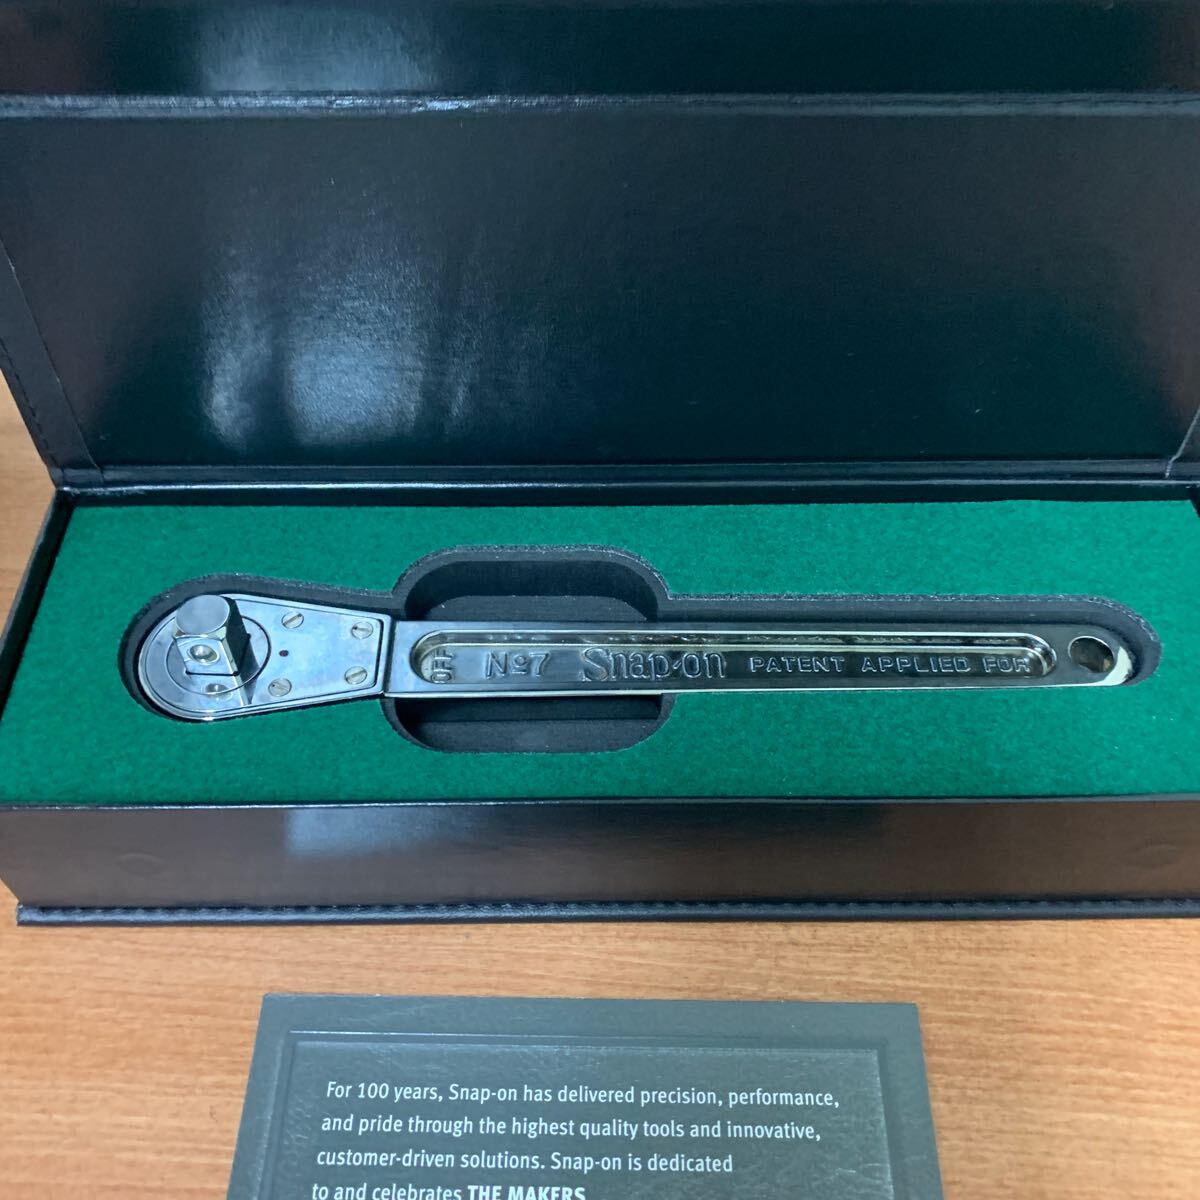 OFF
No7 Snap-on PATENT APPLIED FOR
For 100 years, Snap-on has delivered precision, performance,
and pride through the highest quality tools and innovative,
customer-driven solutions. Snap-on is dedicated
to and celebrates THE MAKERS